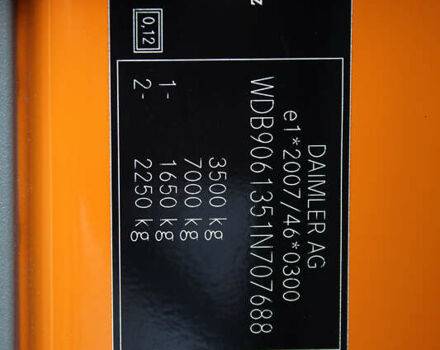 DAIMLER AG
e1*2007/46*0300
WDB9061351N707688
3500 kg
7000 kg
1- 1650 kg
2- 2250 kg
0,12